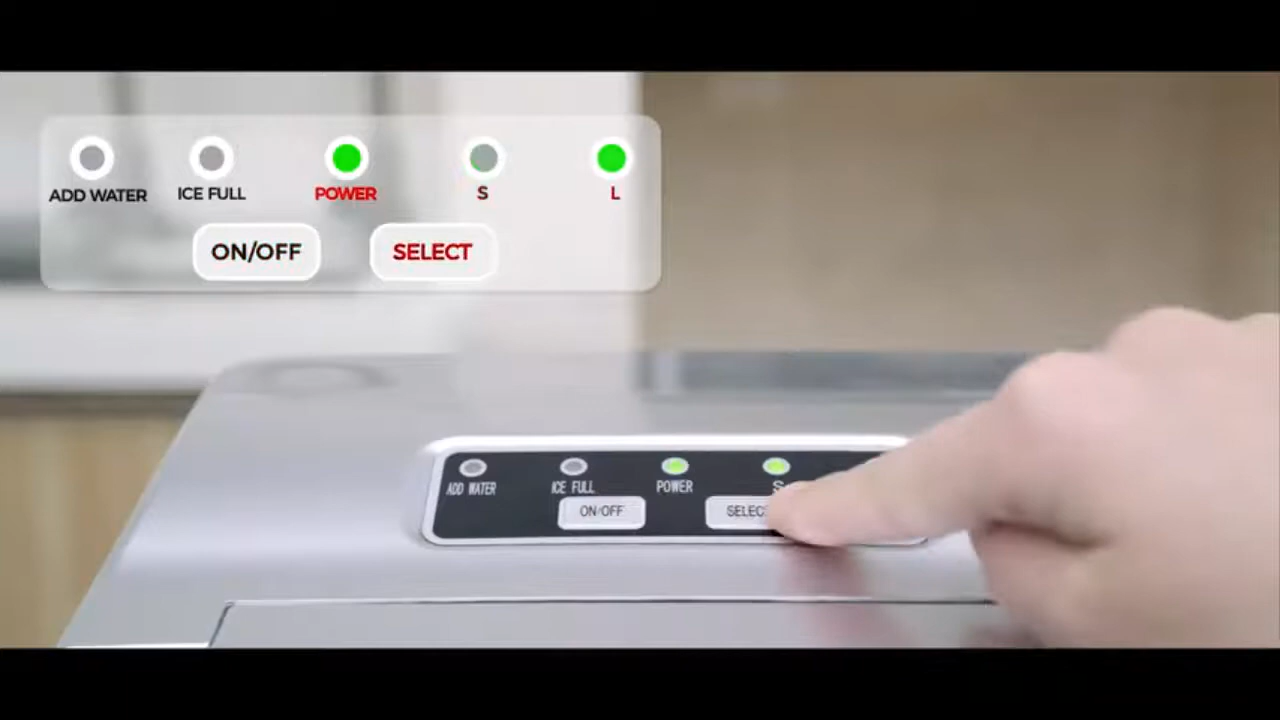 ADD WATER ICE FULL POWER S L
ON/OFF SELECT
ADD WATER ICE FULL POWER S
ON/OFF